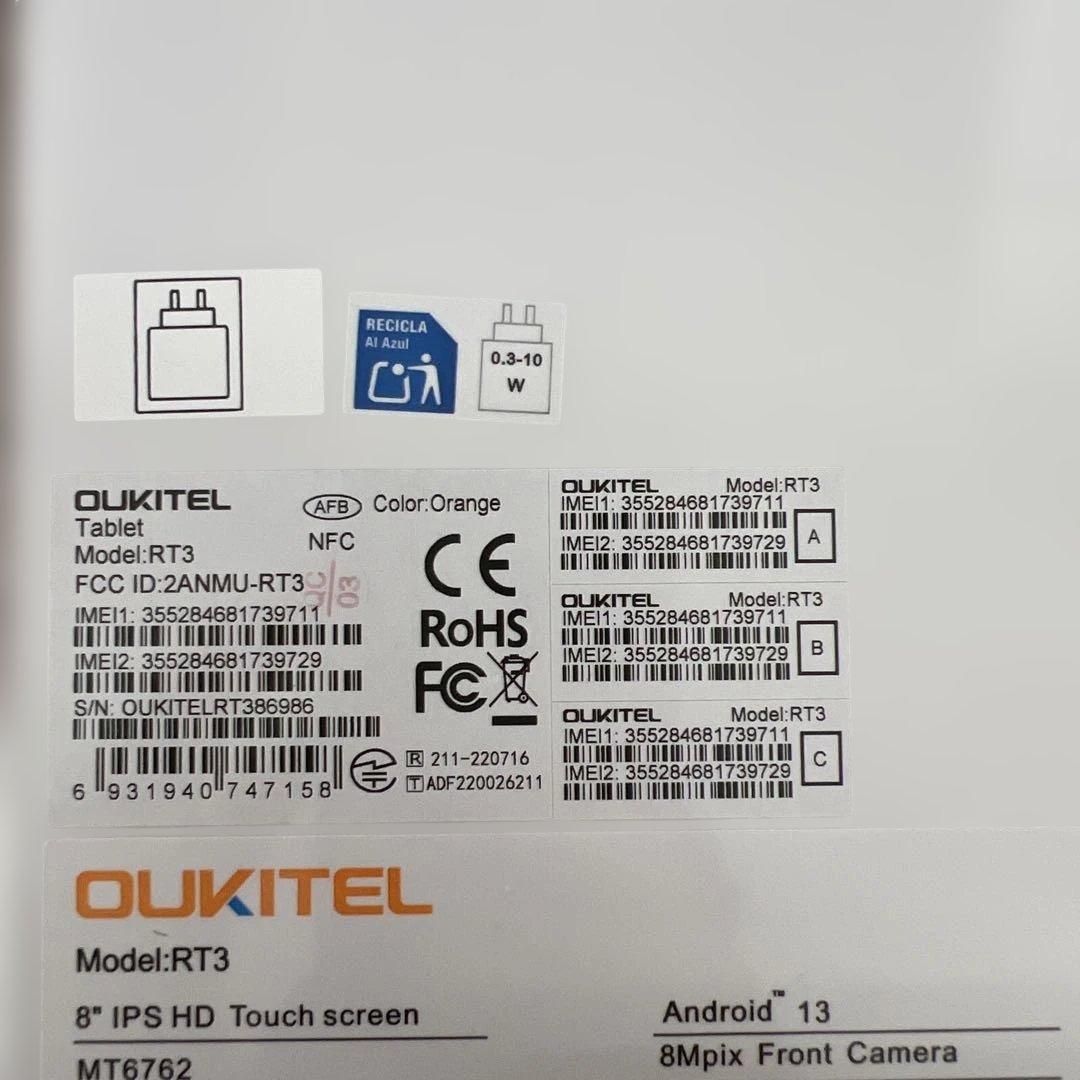 RECICLA
Al Azul
0.3-10
W
OUKITEL
Tablet
Model:RT3
FCC ID:2ANMU-RT3
AFB
Color:Orange
NFC
QC
03
IMEI1: 355284681739711
IMEI2: 355284681739729
S/N: OUKITELRT386986
6 931940 747158
CE
RoHS
FC
R 211-220716
T ADF220026211
OUKITEL Model:RT3
IMEI1: 355284681739711
IMEI2: 355284681739729
A
OUKITEL Model:RT3
IMEI1: 355284681739711
IMEI2: 355284681739729
B
OUKITEL Model:RT3
IMEI1: 355284681739711
IMEI2: 355284681739729
C
OUKITEL
Model:RT3
8" IPS HD Touch screen
MT6762
Android™ 13
8Mpix Front Camera